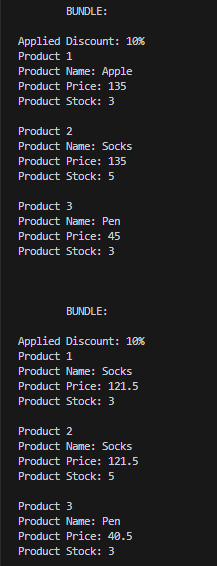 BUNDLE:
Applied Discount: 10%
Product 1
Product Name: Apple
Product Price: 135
Product Stock: 3
Product 2
Product Name: Socks
Product Price: 135
Product Stock: 5
Product 3
Product Name: Pen
Product Price: 45
Product Stock: 3
BUNDLE:
Applied Discount: 10%
Product 1
Product Name: Socks
Product Price: 121.5
Product Stock: 3
Product 2
Product Name: Socks
Product Price: 121.5
Product Stock: 5
Product 3
Product Name: Pen
Product Price: 40.5
Product Stock: 3